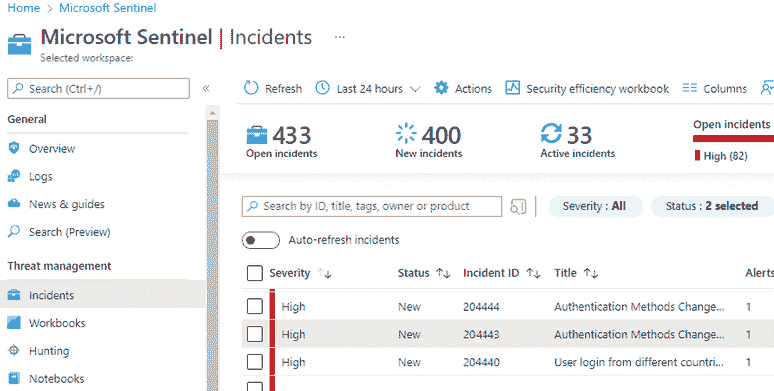 Home > Microsoft Sentinel
Microsoft Sentinel | Incidents ...
Selected workspace:
Search (Ctrl+/) «
General
Overview
Logs
News & guides
Search (Preview)
Threat management
Incidents
Workbooks
Hunting
Notebooks
Refresh Last 24 hours Actions Security efficiency workbook Columns
433 Open incidents
400 New incidents
33 Active incidents
Open incidents
High (82)
Search by ID, title, tags, owner or product Severity : All Status : 2 selected
Auto-refresh incidents
Severity ↑↓ Status ↑↓ Incident ID ↑↓ Title ↑↓ Alerts
High New 204444 Authentication Methods Change... 1
High New 204443 Authentication Methods Change... 1
High New 204440 User login from different countri... 1